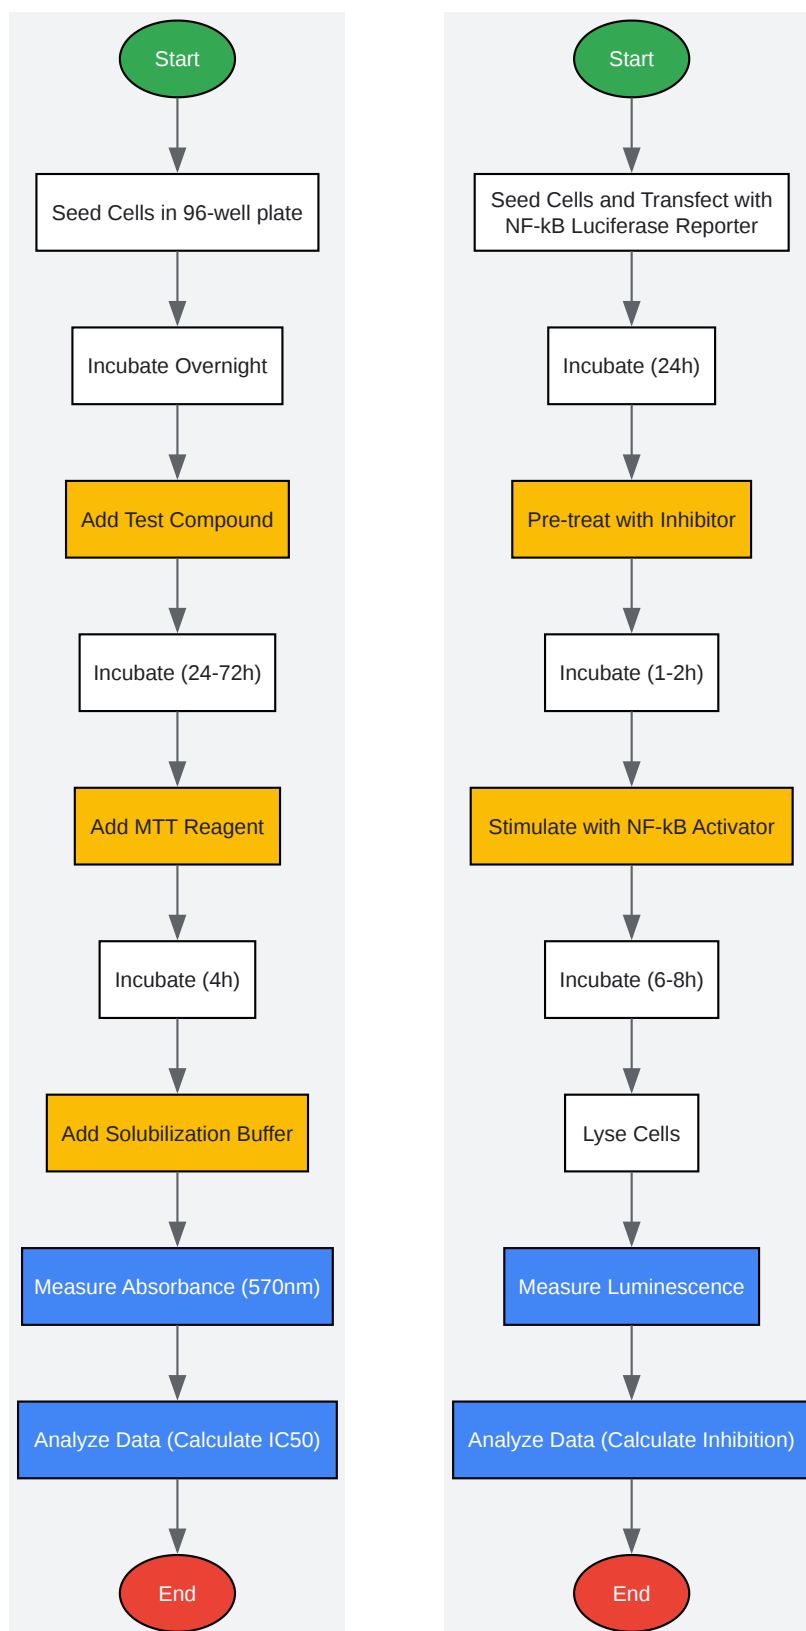 Start
Seed Cells in 96-well plate
Incubate Overnight
Add Test Compound
Incubate (24-72h)
Add MTT Reagent
Incubate (4h)
Add Solubilization Buffer
Measure Absorbance (570nm)
Analyze Data (Calculate IC50)
End
Start
Seed Cells and Transfect with
NF-kB Luciferase Reporter
Incubate (24h)
Pre-treat with Inhibitor
Incubate (1-2h)
Stimulate with NF-kB Activator
Incubate (6-8h)
Lyse Cells
Measure Luminescence
Analyze Data (Calculate Inhibition)
End